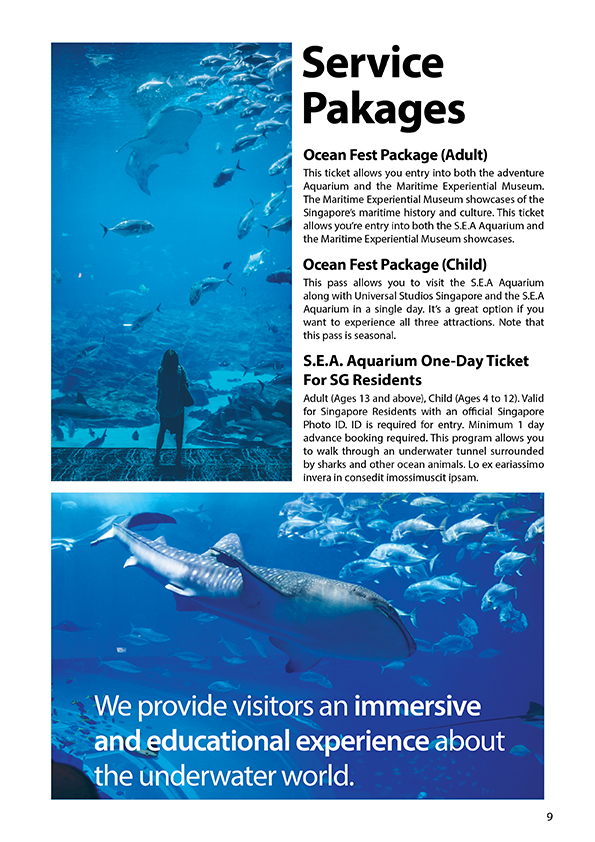 Service
Pakages
Ocean Fest Package (Adult)
This ticket allows you entry into both the adventure
Aquarium and the Maritime Experiential Museum.
The Maritime Experiential Museum showcases of the
Singapore's maritime history and culture. This ticket
allows you're entry into both the S.E.A Aquarium and
the Maritime Experiential Museum showcases.
Ocean Fest Package (Child)
This pass allows you to visit the S.E.A Aquarium
along with Universal Studios Singapore and the S.E.A
Aquarium in a single day. It's a great option if you
want to experience all three attractions. Note that
this pass is seasonal.
S.E.A. Aquarium One-Day Ticket
For SG Residents
Adult (Ages 13 and above), Child (Ages 4 to 12). Valid
for Singapore Residents with an official Singapore
Photo ID. ID is required for entry. Minimum 1 day
advance booking required. This program allows you
to walk through an underwater tunnel surrounded
by sharks and other ocean animals. Lo ex eariassimo
invera in consedit imossimuscit ipsam.
We provide visitors an immersive
and educational experience about
the underwater world.
9